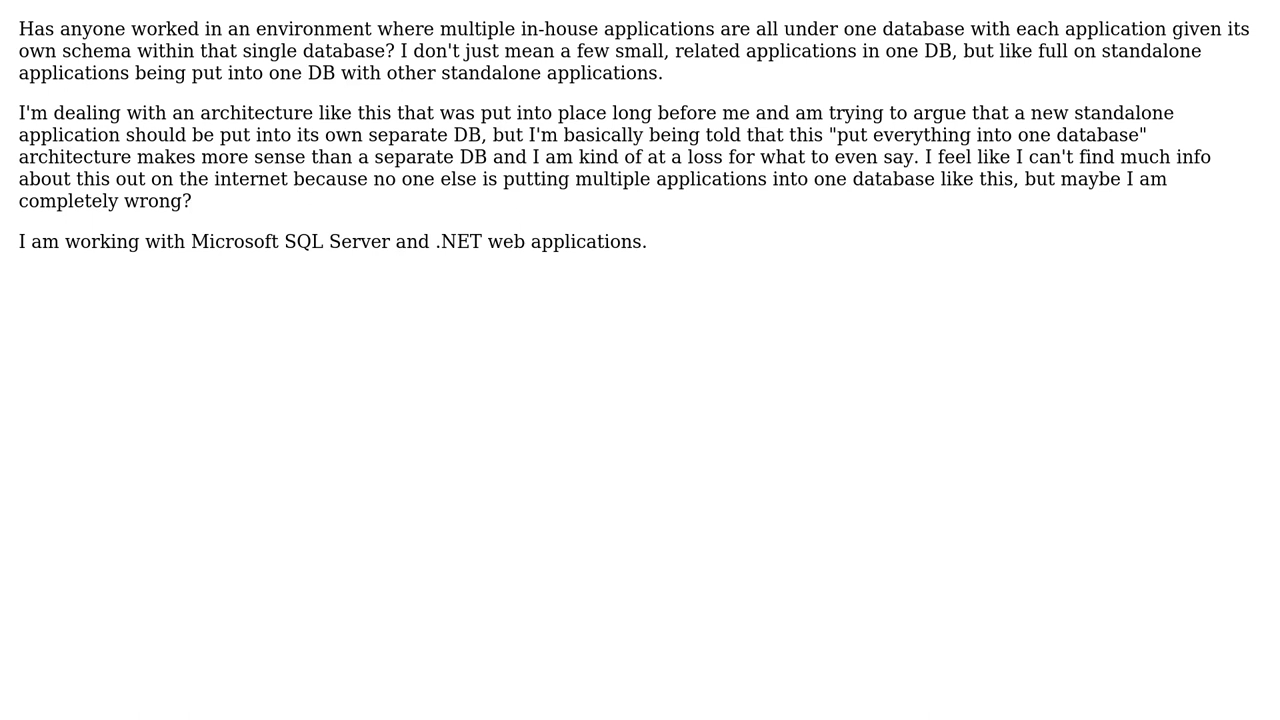 Has anyone worked in an environment where multiple in-house applications are all under one database with each application given its
own schema within that single database? I don't just mean a few small, related applications in one DB, but like full on standalone
applications being put into one DB with other standalone applications.
I'm dealing with an architecture like this that was put into place long before me and am trying to argue that a new standalone
application should be put into its own separate DB, but I'm basically being told that this "put everything into one database"
architecture makes more sense than a separate DB and I am kind of at a loss for what to even say. I feel like I can't find much info
about this out on the internet because no one else is putting multiple applications into one database like this, but maybe I am
completely wrong?
I am working with Microsoft SQL Server and .NET web applications.